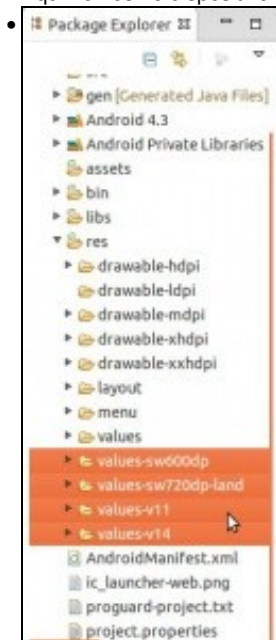 Package Explorer
gen [Generated Java Files]
Android 4.3
Android Private Libraries
assets
bin
libs
res
drawable-hdpi
drawable-ldpi
drawable-mdpi
drawable-xhdpi
drawable-xxhdpi
layout
menu
values
values-sw600dp
values-sw720dp-land
values-v11
values-v14
AndroidManifest.xml
ic_launcher-web.png
proguard-project.txt
project.properties